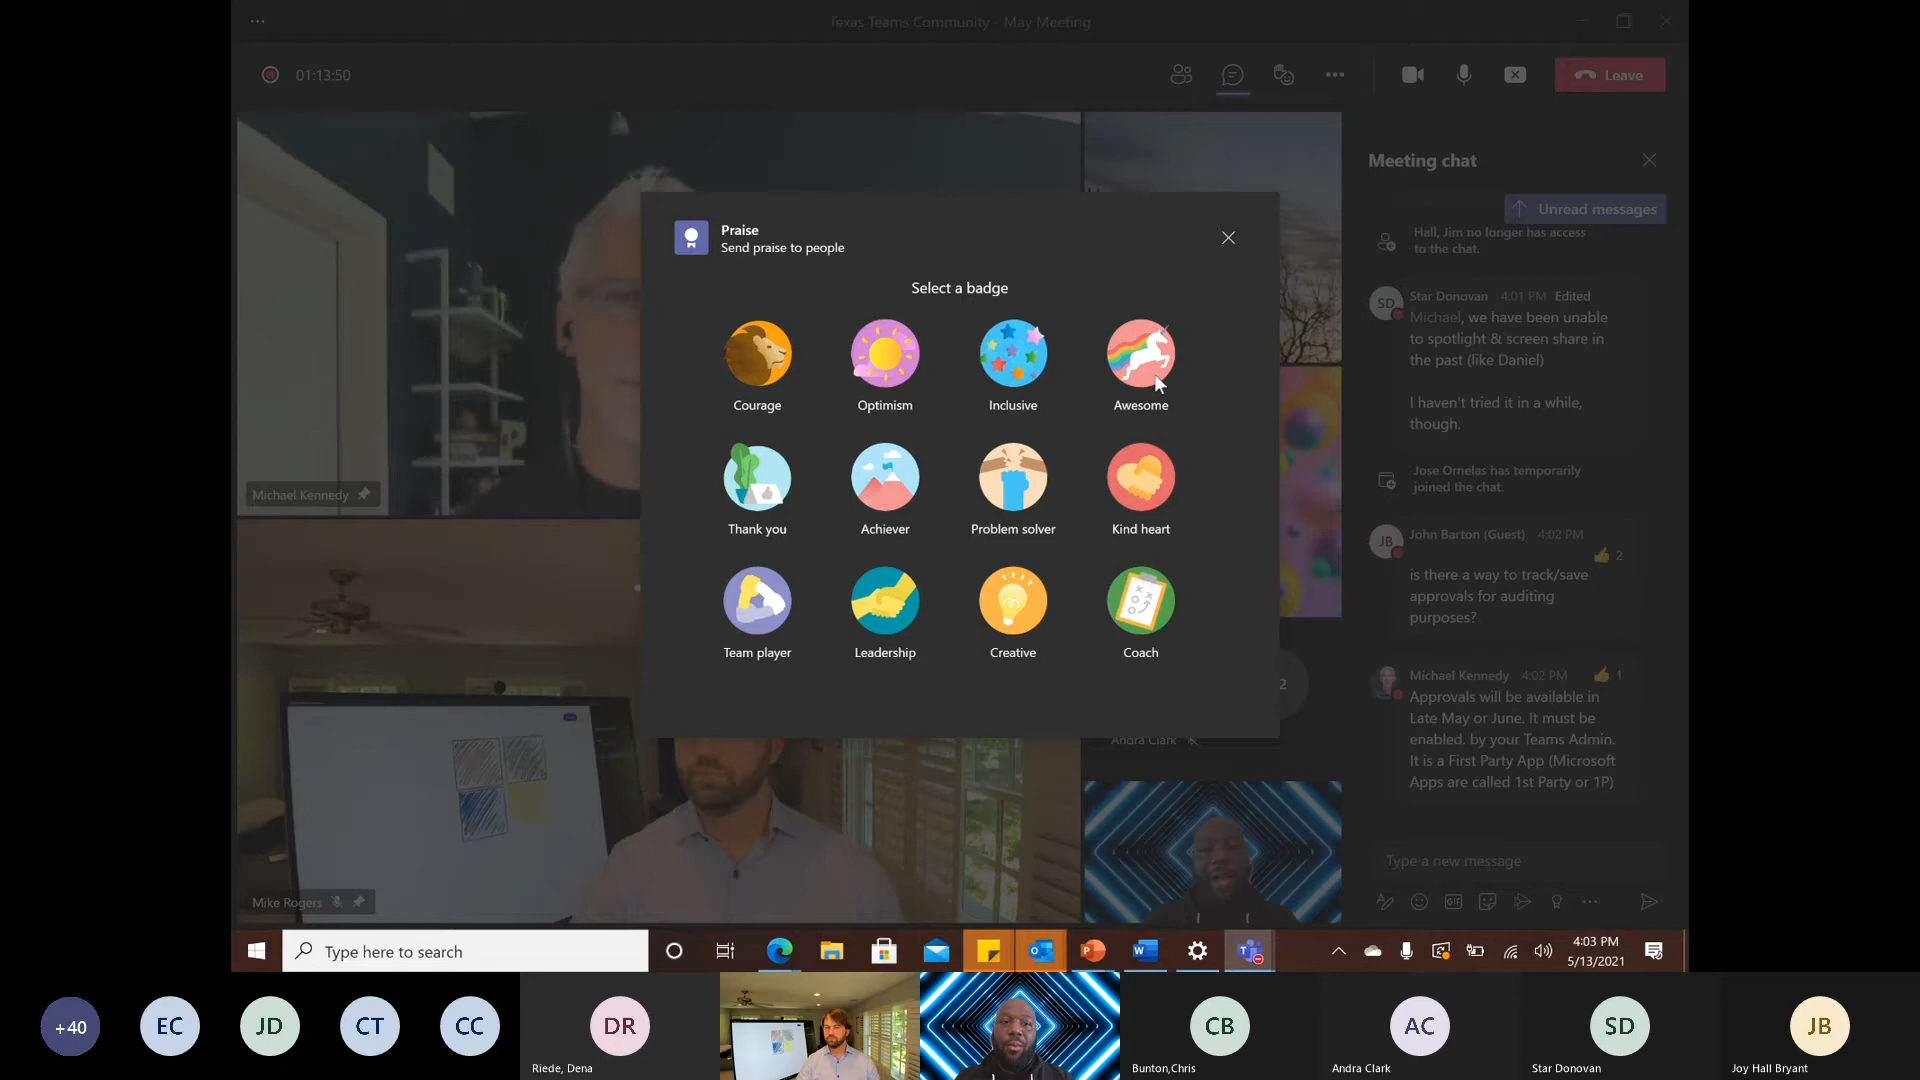 Texas Teams Community - May Meeting
01:13:50
Leave
Michael Kennedy
Mike Rogers
Praise
Send praise to people
Select a badge
Courage
Optimism
Inclusive
Awesome
Thank you
Achiever
Problem solver
Kind heart
Team player
Leadership
Creative
Coach
2
Andra Clark
Meeting chat
Unread messages
Hall, Jim no longer has access
to the chat.
SD
Star Donovan 4:01 PM Edited
Michael, we have been unable
to spotlight & screen share in
the past (like Daniel)
I haven't tried it in a while,
though.
Jose Ornelas has temporarily
joined the chat.
JB
John Barton (Guest) 4:02 PM
2
is there a way to track/save
approvals for auditing
purposes?
Michael Kennedy 4:02 PM 1
Approvals will be available in
Late May or June. It must be
enabled. by your Teams Admin.
It is a First Party App (Microsoft
Apps are called 1st Party or 1P)
Type a new message
GIF
Type here to search
4:03 PM
5/13/2021
+40
EC
JD
CT
CC
DR
Riede, Dena
CB
Bunton,Chris
AC
Andra Clark
SD
Star Donovan
JB
Joy Hall Bryant